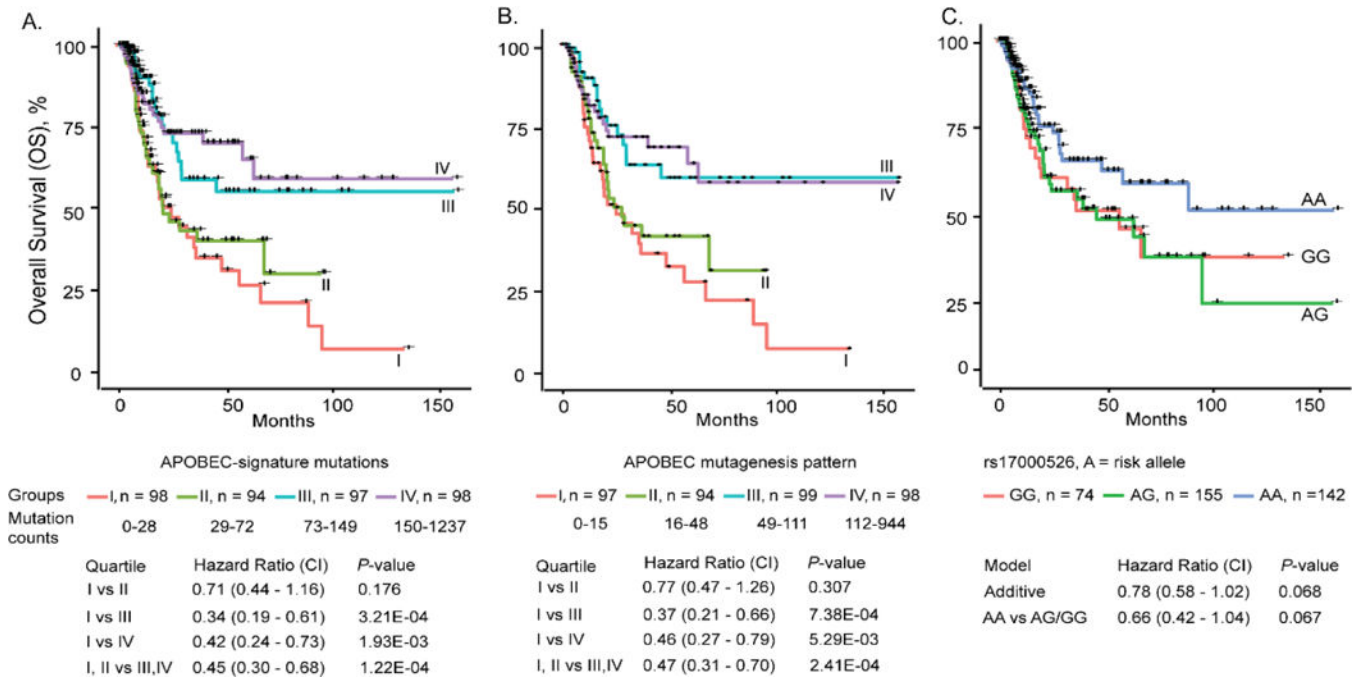 A.
B.
C.
Overall Survival (OS), %
100
75
50
25
0
IV
III
II
I
0
50
100
150
Months
100
75
50
25
0
III
IV
II
I
0
50
100
150
Months
100
75
50
25
0
AA
GG
AG
0
50
100
150
Months
APOBEC-signature mutations
Groups I, n = 98 II, n = 94 III, n = 97 IV, n = 98
Mutation counts 0-28 29-72 73-149 150-1237
Quartile Hazard Ratio (CI) P-value
I vs II 0.71 (0.44 - 1.16) 0.176
I vs III 0.34 (0.19 - 0.61) 3.21E-04
I vs IV 0.42 (0.24 - 0.73) 1.93E-03
I, II vs III,IV 0.45 (0.30 - 0.68) 1.22E-04
APOBEC mutagenesis pattern
I, n = 97 II, n = 94 III, n = 99 IV, n = 98
0-15 16-48 49-111 112-944
Quartile Hazard Ratio (CI) P-value
I vs II 0.77 (0.47 - 1.26) 0.307
I vs III 0.37 (0.21 - 0.66) 7.38E-04
I vs IV 0.46 (0.27 - 0.79) 5.29E-03
I, II vs III,IV 0.47 (0.31 - 0.70) 2.41E-04
rs17000526, A = risk allele
GG, n = 74 AG, n = 155 AA, n =142
Model Hazard Ratio (CI) P-value
Additive 0.78 (0.58 - 1.02) 0.068
AA vs AG/GG 0.66 (0.42 - 1.04) 0.067